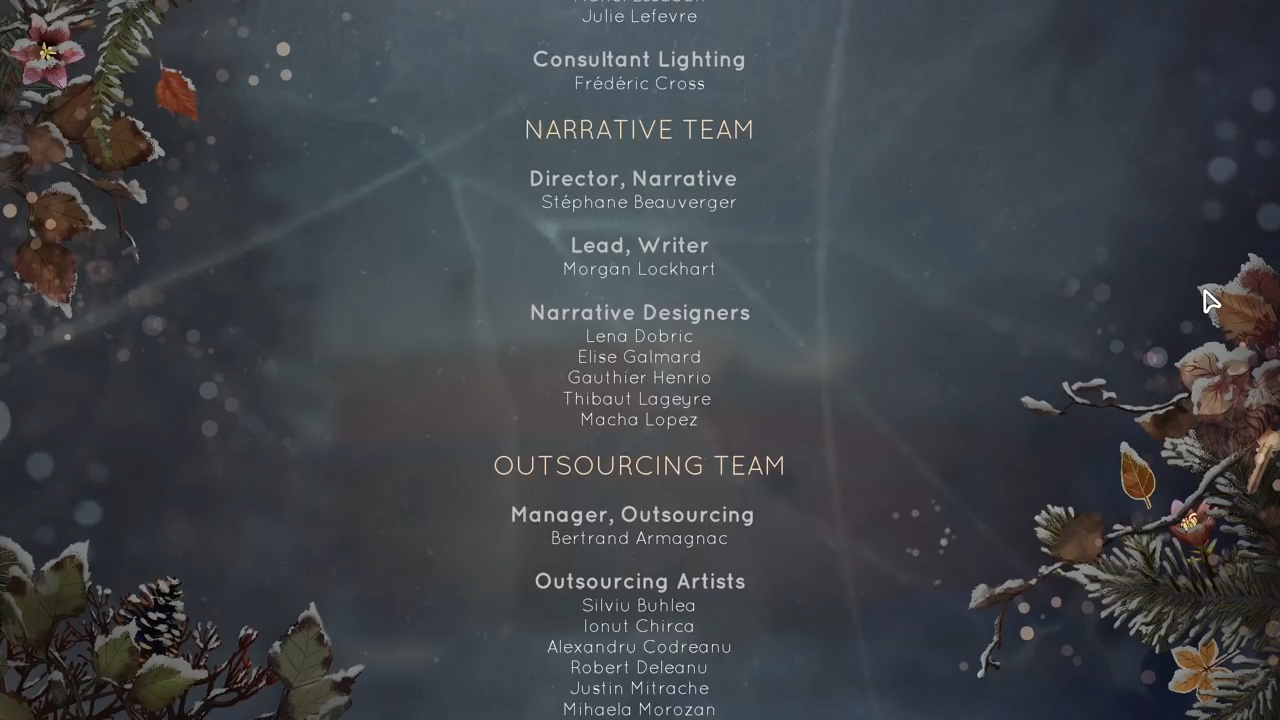 Julie Lefevre
Consultant Lighting
Frédéric Cross
NARRATIVE TEAM
Director, Narrative
Stéphane Beauverger
Lead, Writer
Morgan Lockhart
Narrative Designers
Lena Dobric
Elise Galmard
Gauthier Henrio
Thibaut Lageyre
Macha Lopez
OUTSOURCING TEAM
Manager, Outsourcing
Bertrand Armagnac
Outsourcing Artists
Silviu Buhlea
Ionut Chirca
Alexandru Codreanu
Robert Deleanu
Justin Mitrache
Mihaela Morozan